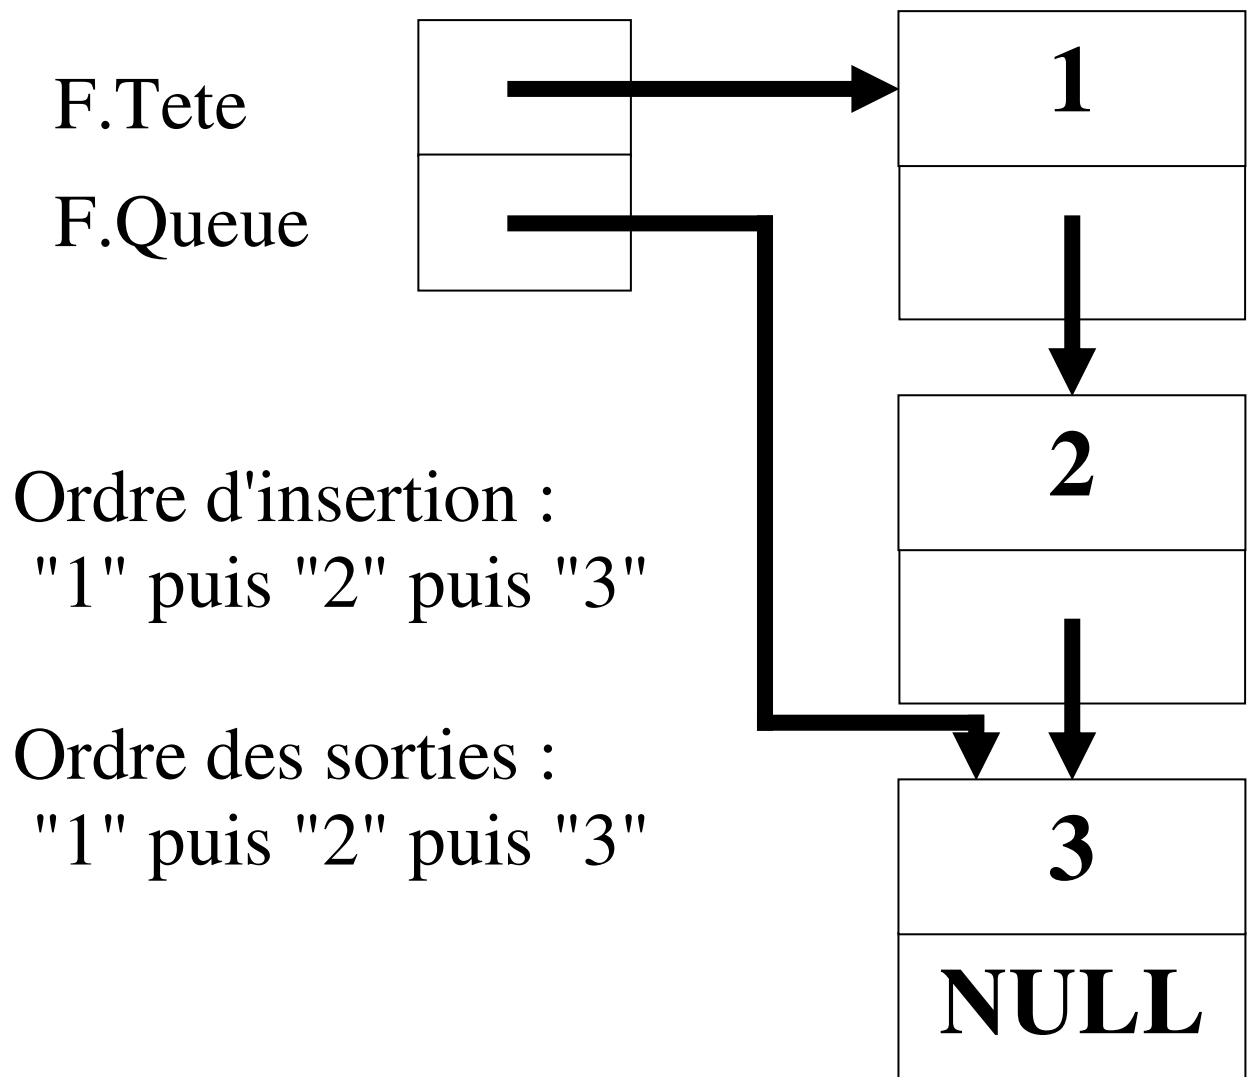 F.Tete
F.Queue
1
2
Ordre d'insertion :
"1" puis "2" puis "3"
Ordre des sorties :
"1" puis "2" puis "3"
3
NULL